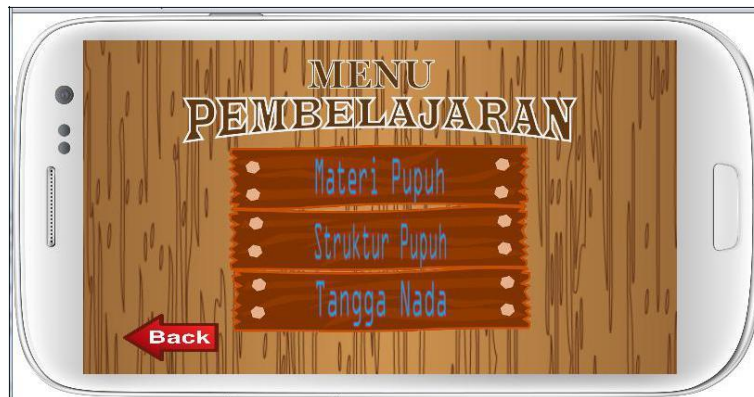 MENU
PEMBELAJARAN
Materi Pupuh
Struktur Pupuh
Tangga Nada
Back